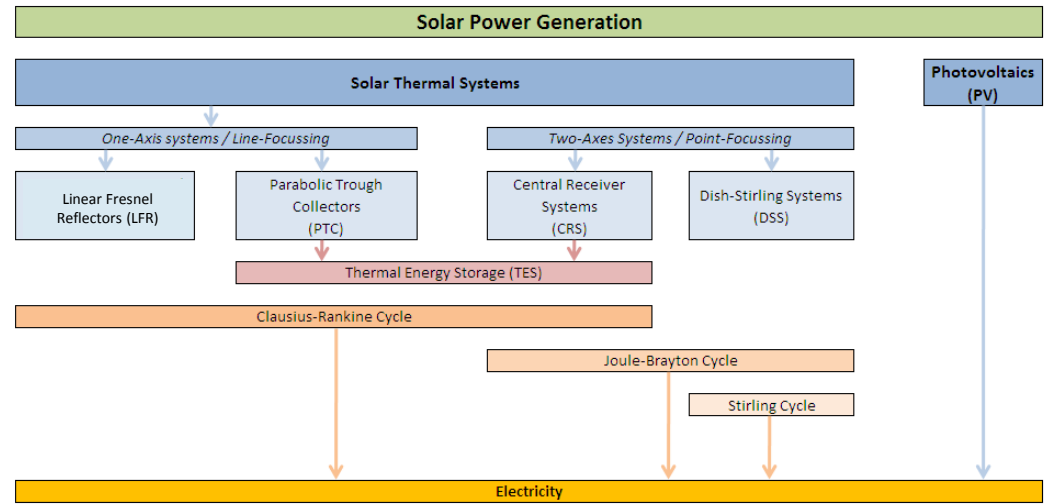 Solar Power Generation
Solar Thermal Systems
Photovoltaics
(PV)
One-Axis systems / Line-Focussing
Two-Axes Systems / Point-Focussing
Linear Fresnel
Reflectors (LFR)
Parabolic Trough
Collectors
(PTC)
Central Receiver
Systems
(CRS)
Dish-Stirling Systems
(DSS)
Thermal Energy Storage (TES)
Clausius-Rankine Cycle
Joule-Brayton Cycle
Stirling Cycle
Electricity